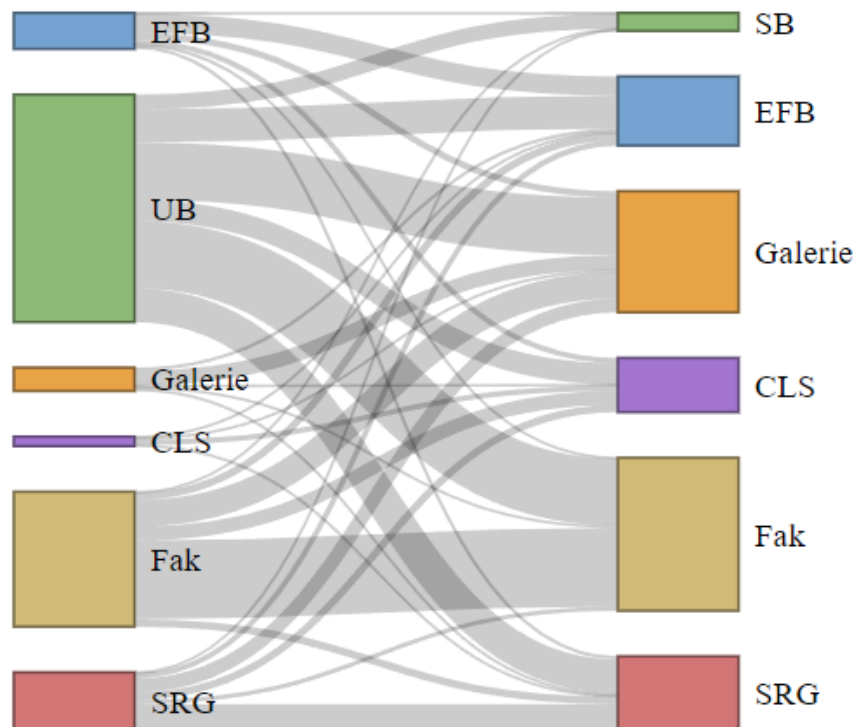 EFB
UB
Galerie
CLS
Fak
SRG
SB
EFB
Galerie
CLS
Fak
SRG